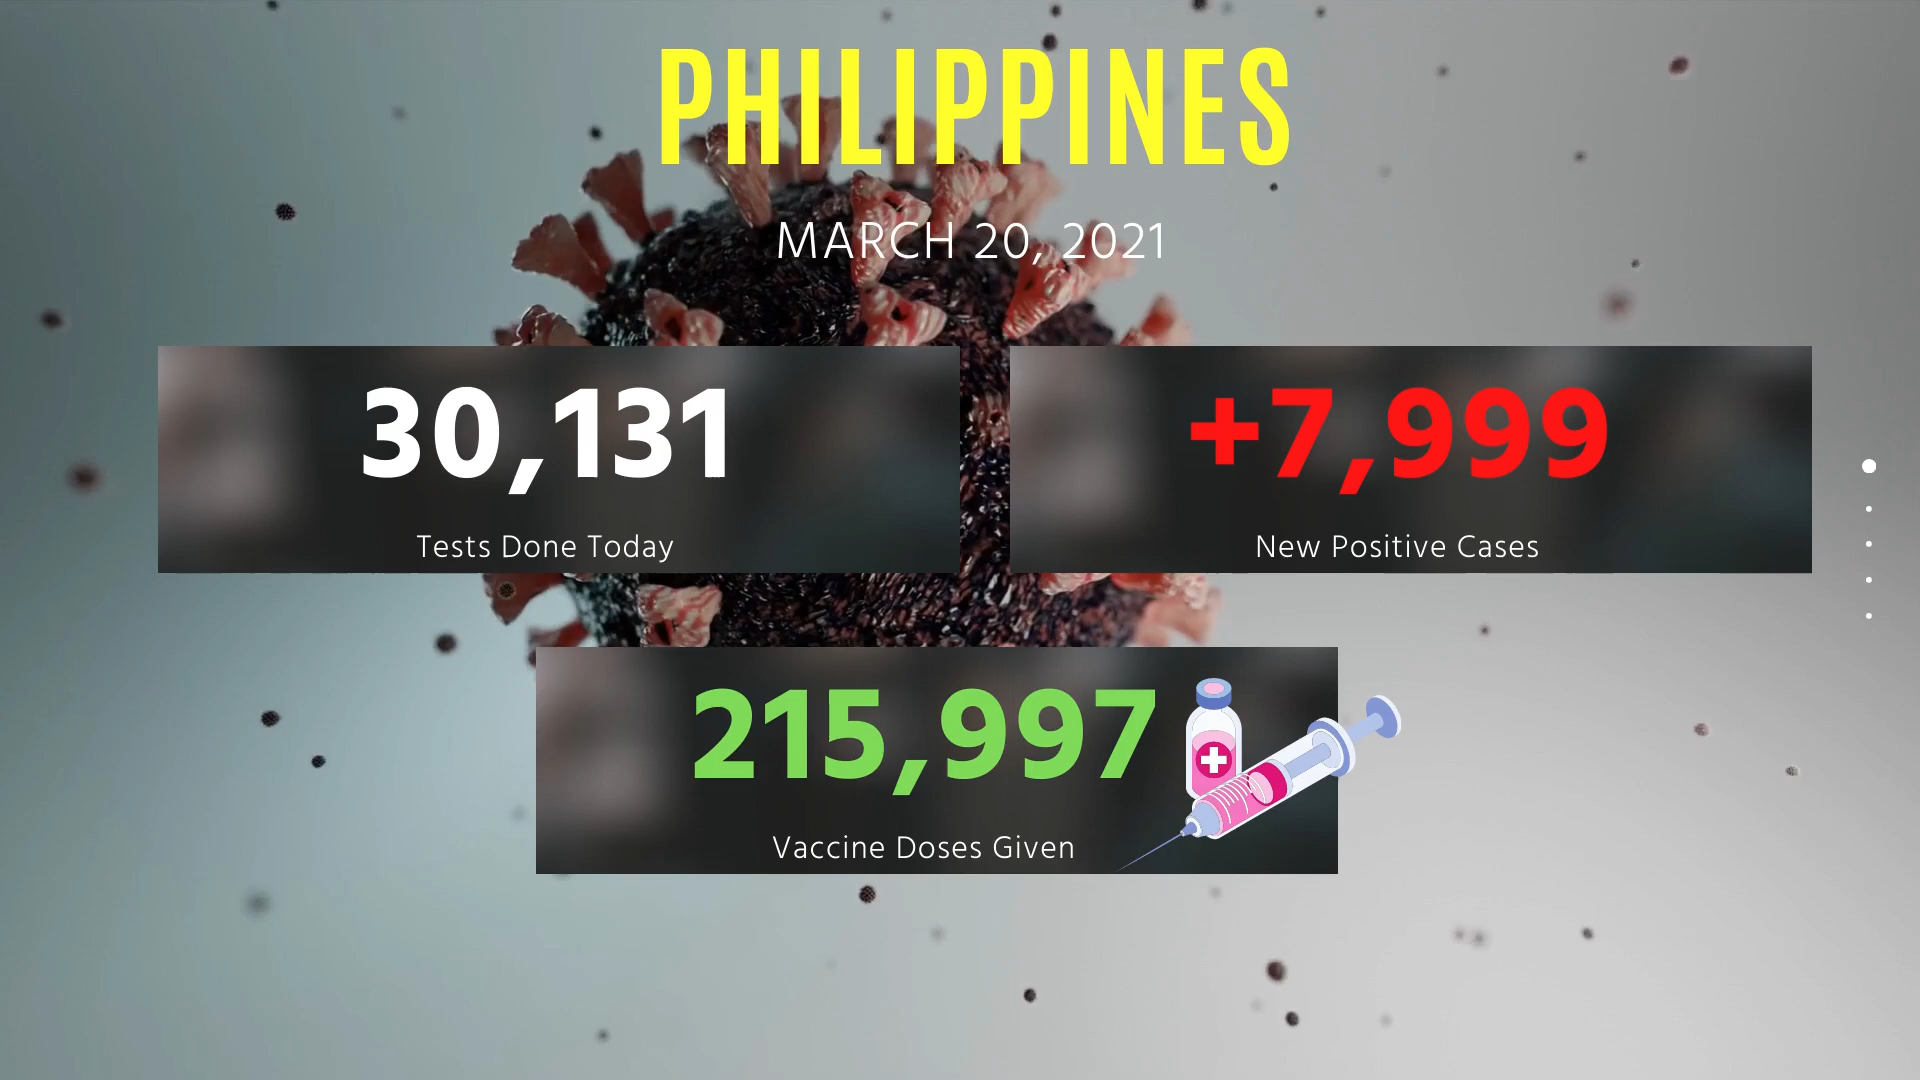 PHILIPPINES
MARCH 20, 2021
30,131
Tests Done Today
+7,999
New Positive Cases
215,997
Vaccine Doses Given